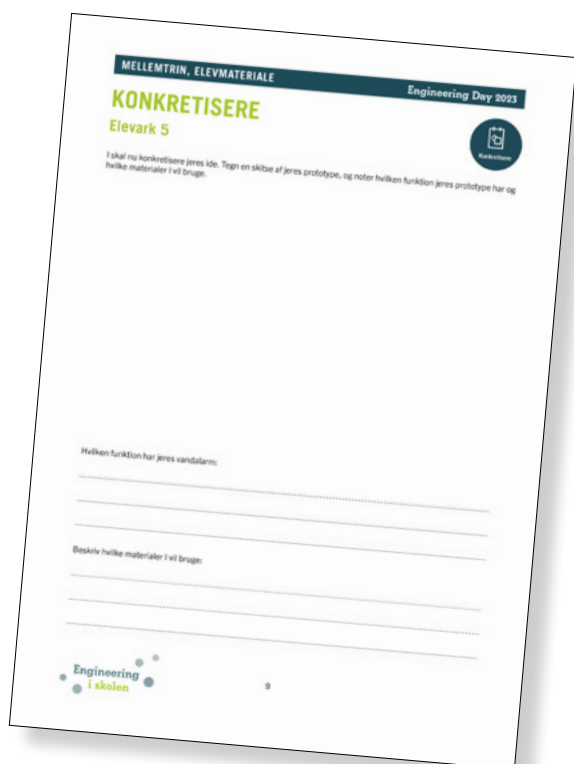 MELLEMTRIN, ELEVMATERIALE
Engineering Day 2023
KONKRETISERE
Elevark 5
Konkretisere
I skal nu konkretisere jeres ide. Tegn en skitse af jeres prototype, og noter hvilken funktion jeres prototype har og
hvilke materialer I vil bruge.
Hvilken funktion har jeres vandalarm:
Beskriv hvilke materialer I vil bruge:
Engineering
i skolen
9